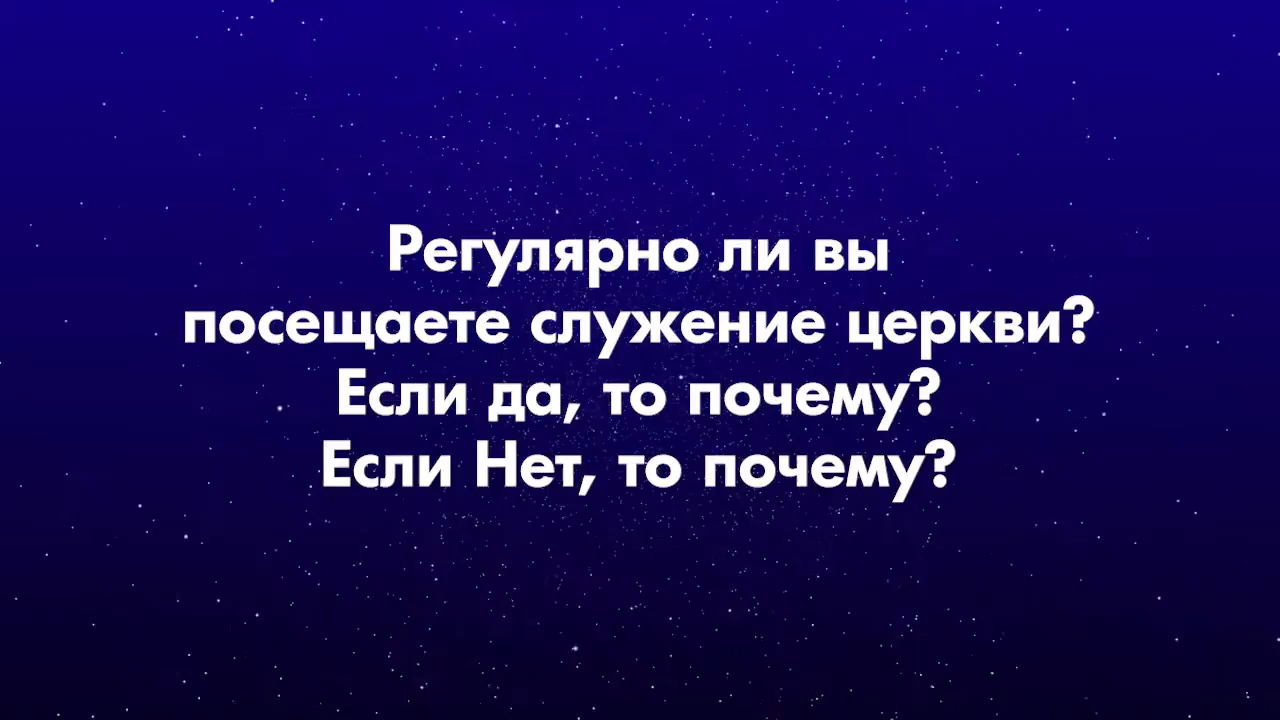 Регулярно ли вы
посещаете служение церкви?
Если да, то почему?
Если Нет, то почему?